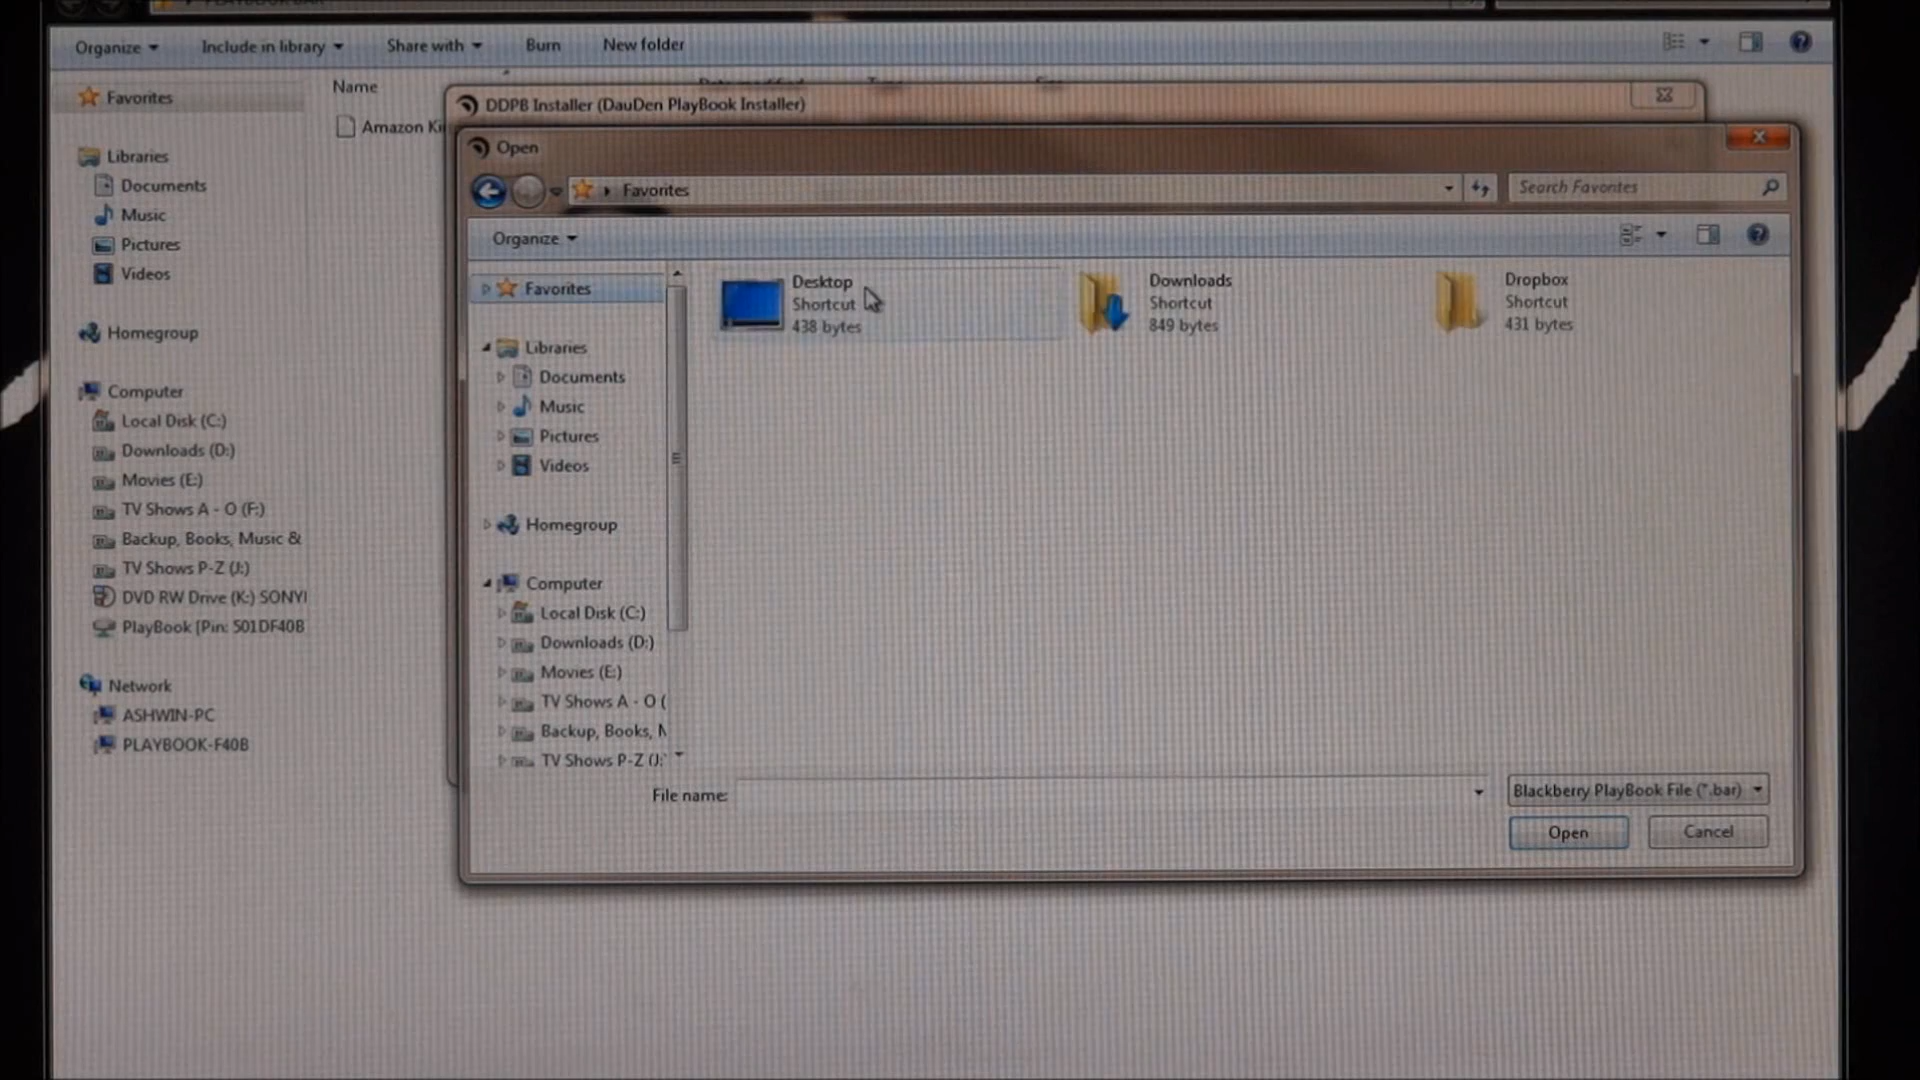 PLAYBOOK BAR
Organize
Include in library
Share with
Burn
New folder
Favorites
Libraries
Documents
Music
Pictures
Videos
Homegroup
Computer
Local Disk (C:)
Downloads (D:)
Movies (E:)
TV Shows A - O (F:)
Backup, Books, Music &
TV Shows P-Z (J:)
DVD RW Drive (K:) SONYI
PlayBook [Pin: 501DF40B
Network
ASHWIN-PC
PLAYBOOK-F40B
Name
Amazon Ki
DDPB Installer (DauDen PlayBook Installer)
Open
Favorites
Search Favorites
Organize
Favorites
Libraries
Documents
Music
Pictures
Videos
Homegroup
Computer
Local Disk (C:)
Downloads (D:)
Movies (E:)
TV Shows A - O (
Backup, Books, M
TV Shows P-Z (J:
Desktop
Shortcut
438 bytes
Downloads
Shortcut
849 bytes
Dropbox
Shortcut
431 bytes
File name:
Blackberry PlayBook File (*.bar)
Open
Cancel